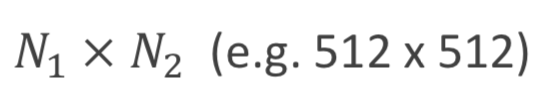 N₁ × N₂ (e.g. 512 x 512)